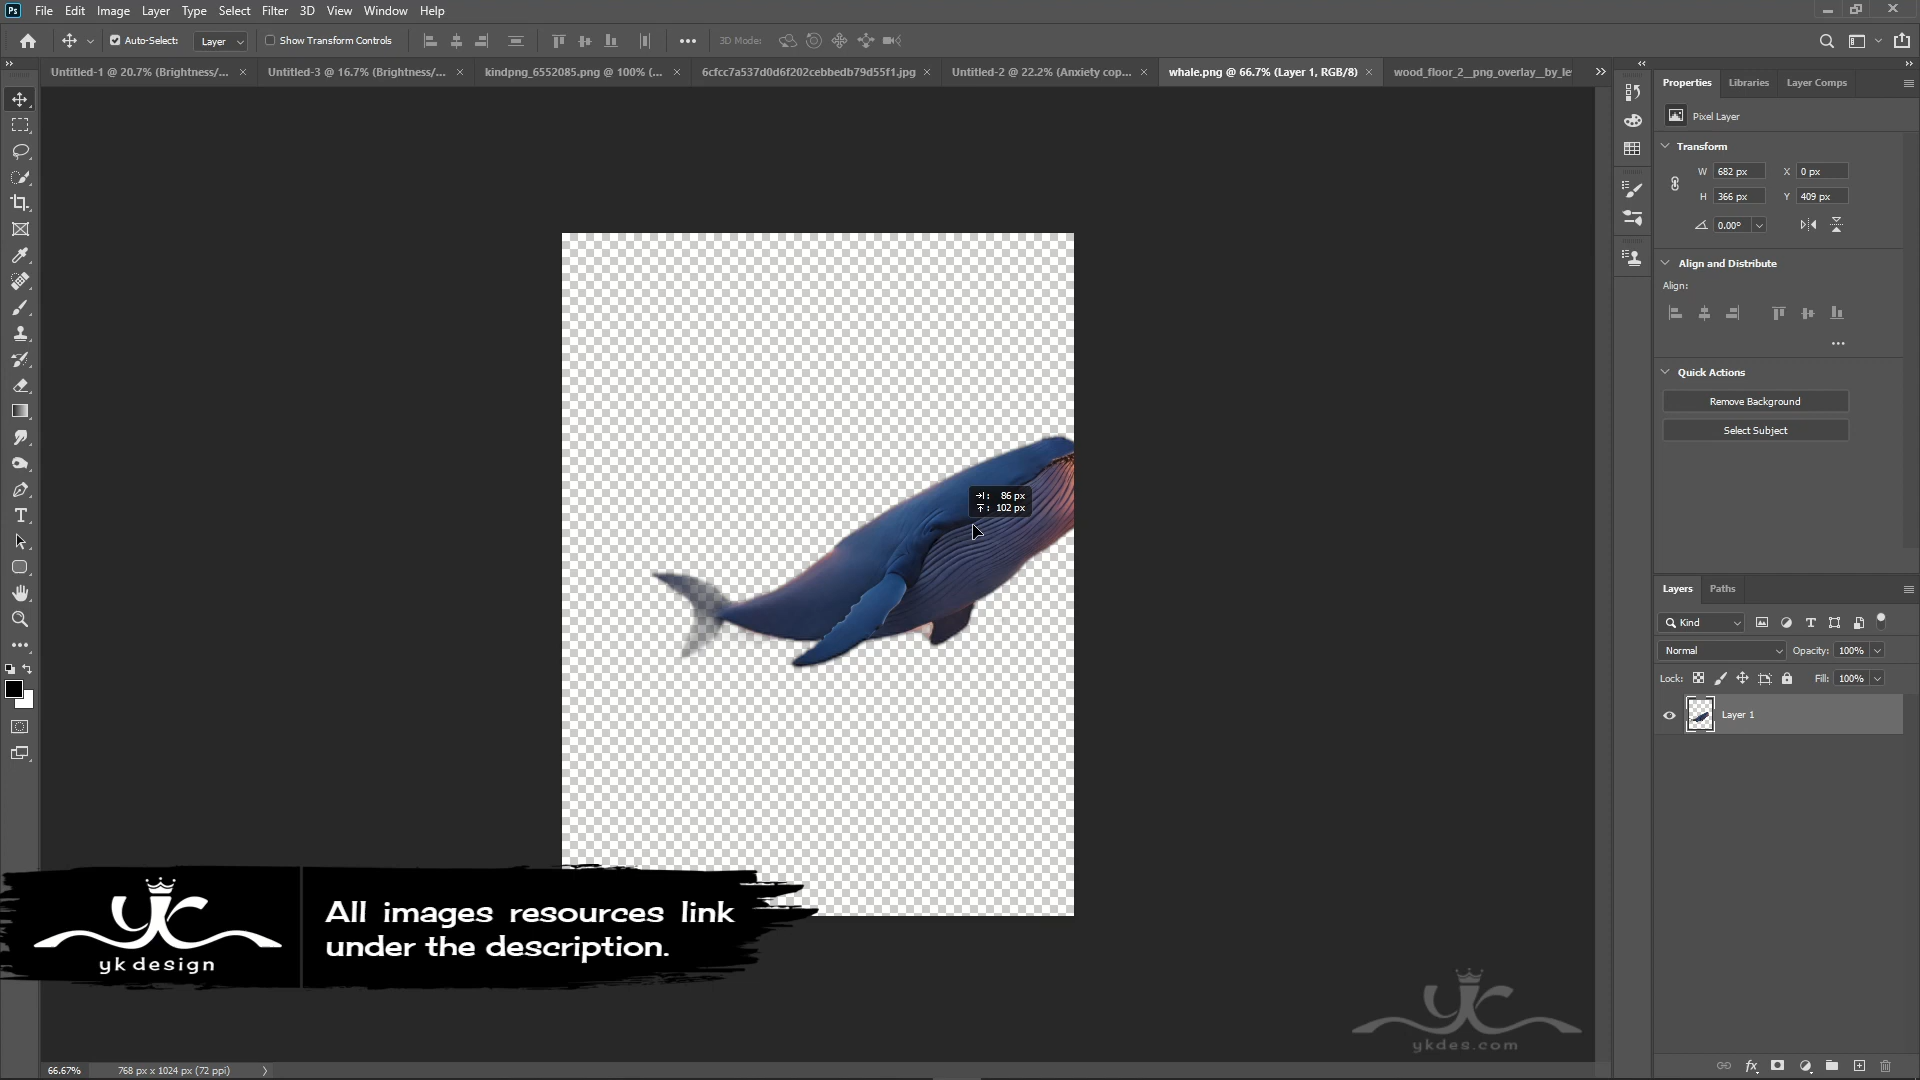 Ps File Edit Image Layer Type Select Filter 3D View Window Help
Auto-Select: Layer Show Transform Controls 3D Mode:
Untitled-1 @ 20.7% (Brightness/... Untitled-3 @ 16.7% (Brightness/... kindpng_6552085.png @ 100% (... 6cfcc7a537d0d6f202cebbedb79d55f1.jpg Untitled-2 @ 22.2% (Anxiety cop... whale.png @ 66.7% (Layer 1, RGB/8) wood_floor_2__png_overlay__by_le
Properties Libraries Layer Comps
Pixel Layer
Transform
W 682 px X 0 px
H 366 px Y 409 px
0.00°
Align and Distribute
Align:
Quick Actions
Remove Background
Select Subject
86 px
102 px
Layers Paths
Kind
Normal Opacity: 100%
Lock: Fill: 100%
Layer 1
yk design
All images resources link
under the description.
ykdes.com
66.67% 768 px x 1024 px (72 ppi)